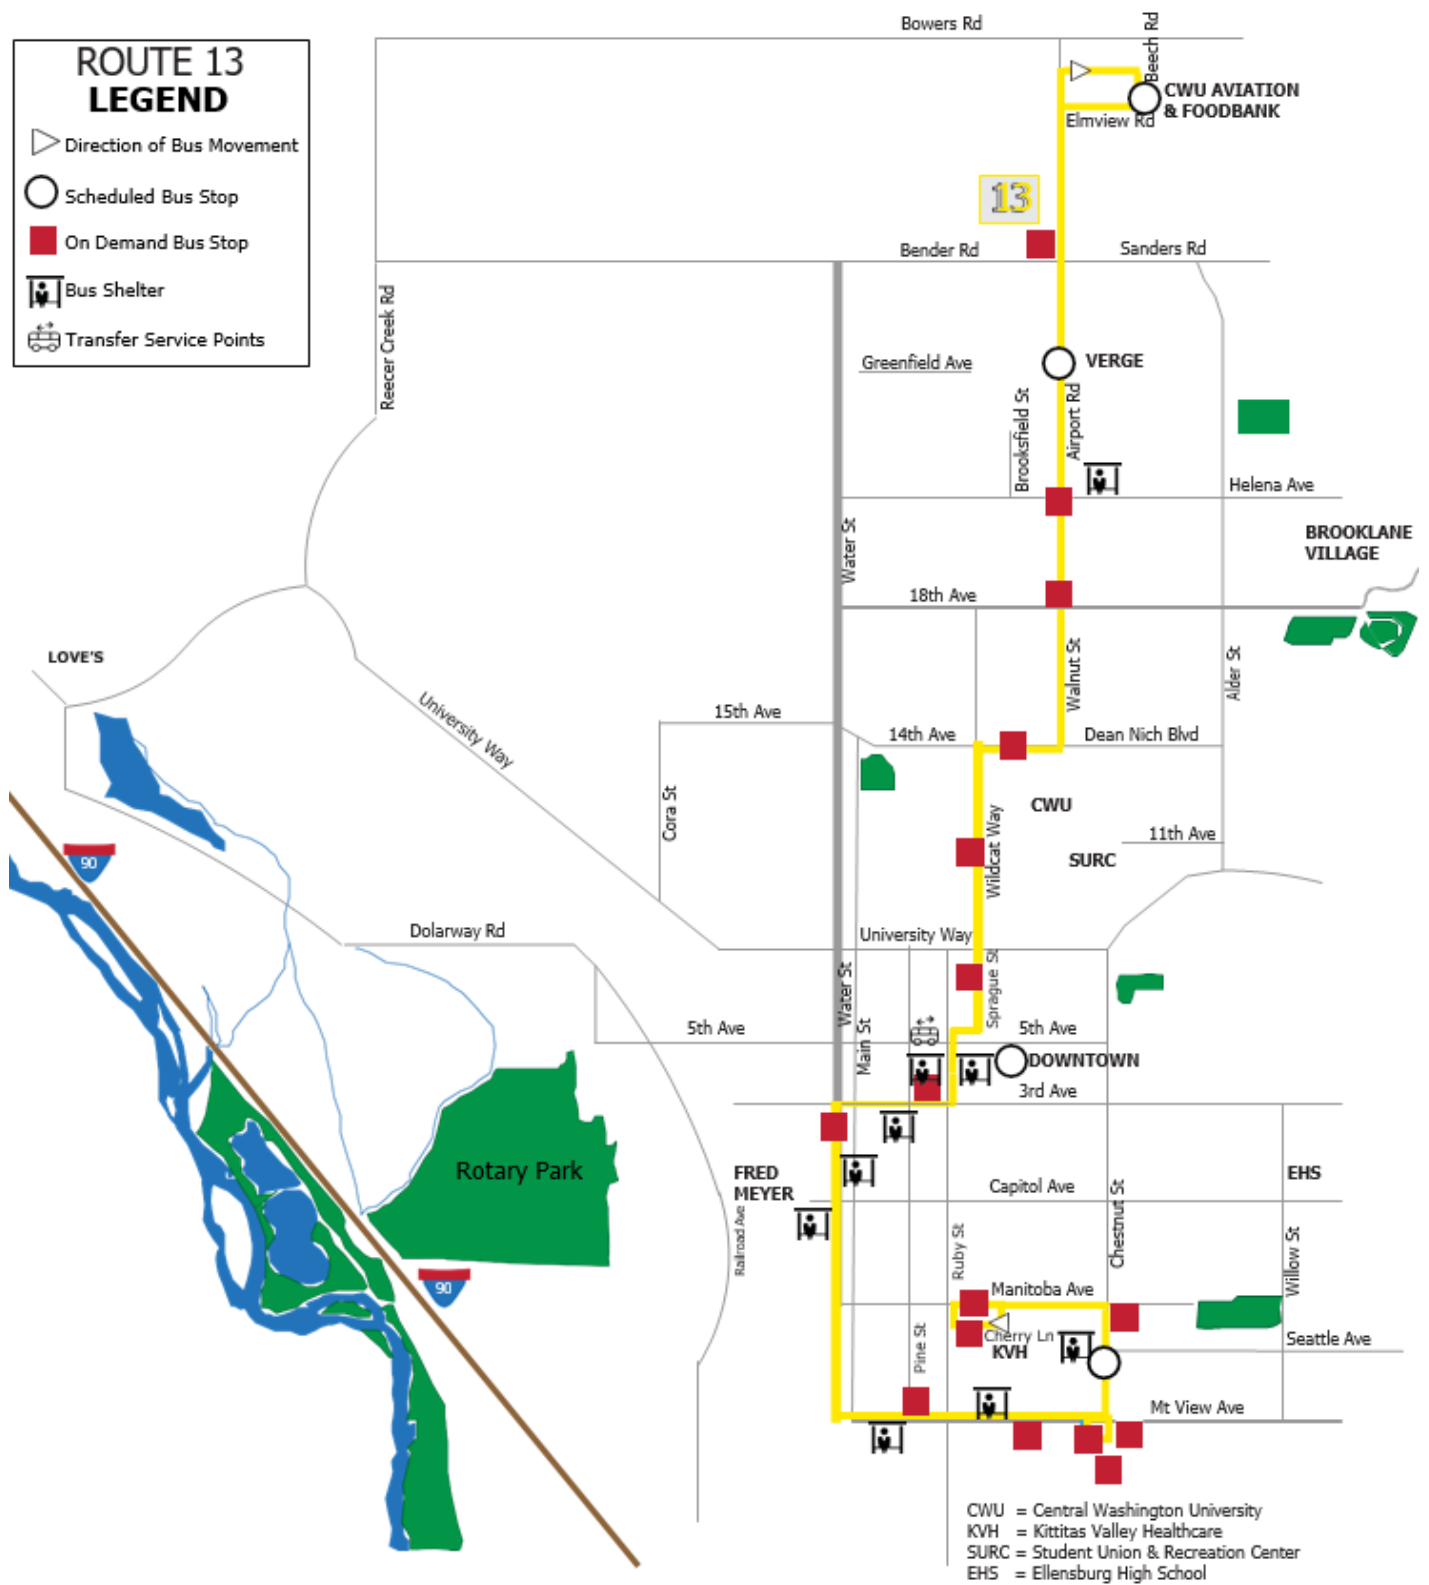 ROUTE 13
LEGEND
Direction of Bus Movement
Scheduled Bus Stop
On Demand Bus Stop
Bus Shelter
Transfer Service Points
Bowers Rd
Beech Rd
CWU AVIATION
& FOODBANK
Elmview Rd
13
Bender Rd
Sanders Rd
Reecer Creek Rd
Greenfield Ave
VERGE
Brooksfield St
Airport Rd
Helena Ave
Water St
BROOKLANE
VILLAGE
18th Ave
LOVE'S
Walnut St
Alder St
University Way
15th Ave
14th Ave
Dean Nich Blvd
Cora St
CWU
Wildcat Way
11th Ave
SURC
90
Dolarway Rd
University Way
Water St
Sprague St
5th Ave
Main St
5th Ave
DOWNTOWN
3rd Ave
Rotary Park
FRED
MEYER
Capitol Ave
EHS
Railroad Ave
Ruby St
Chestnut St
Willow St
90
Manitoba Ave
Cherry Ln
KVH
Pine St
Seattle Ave
Mt View Ave
CWU = Central Washington University
KVH = Kittitas Valley Healthcare
SURC = Student Union & Recreation Center
EHS = Ellensburg High School